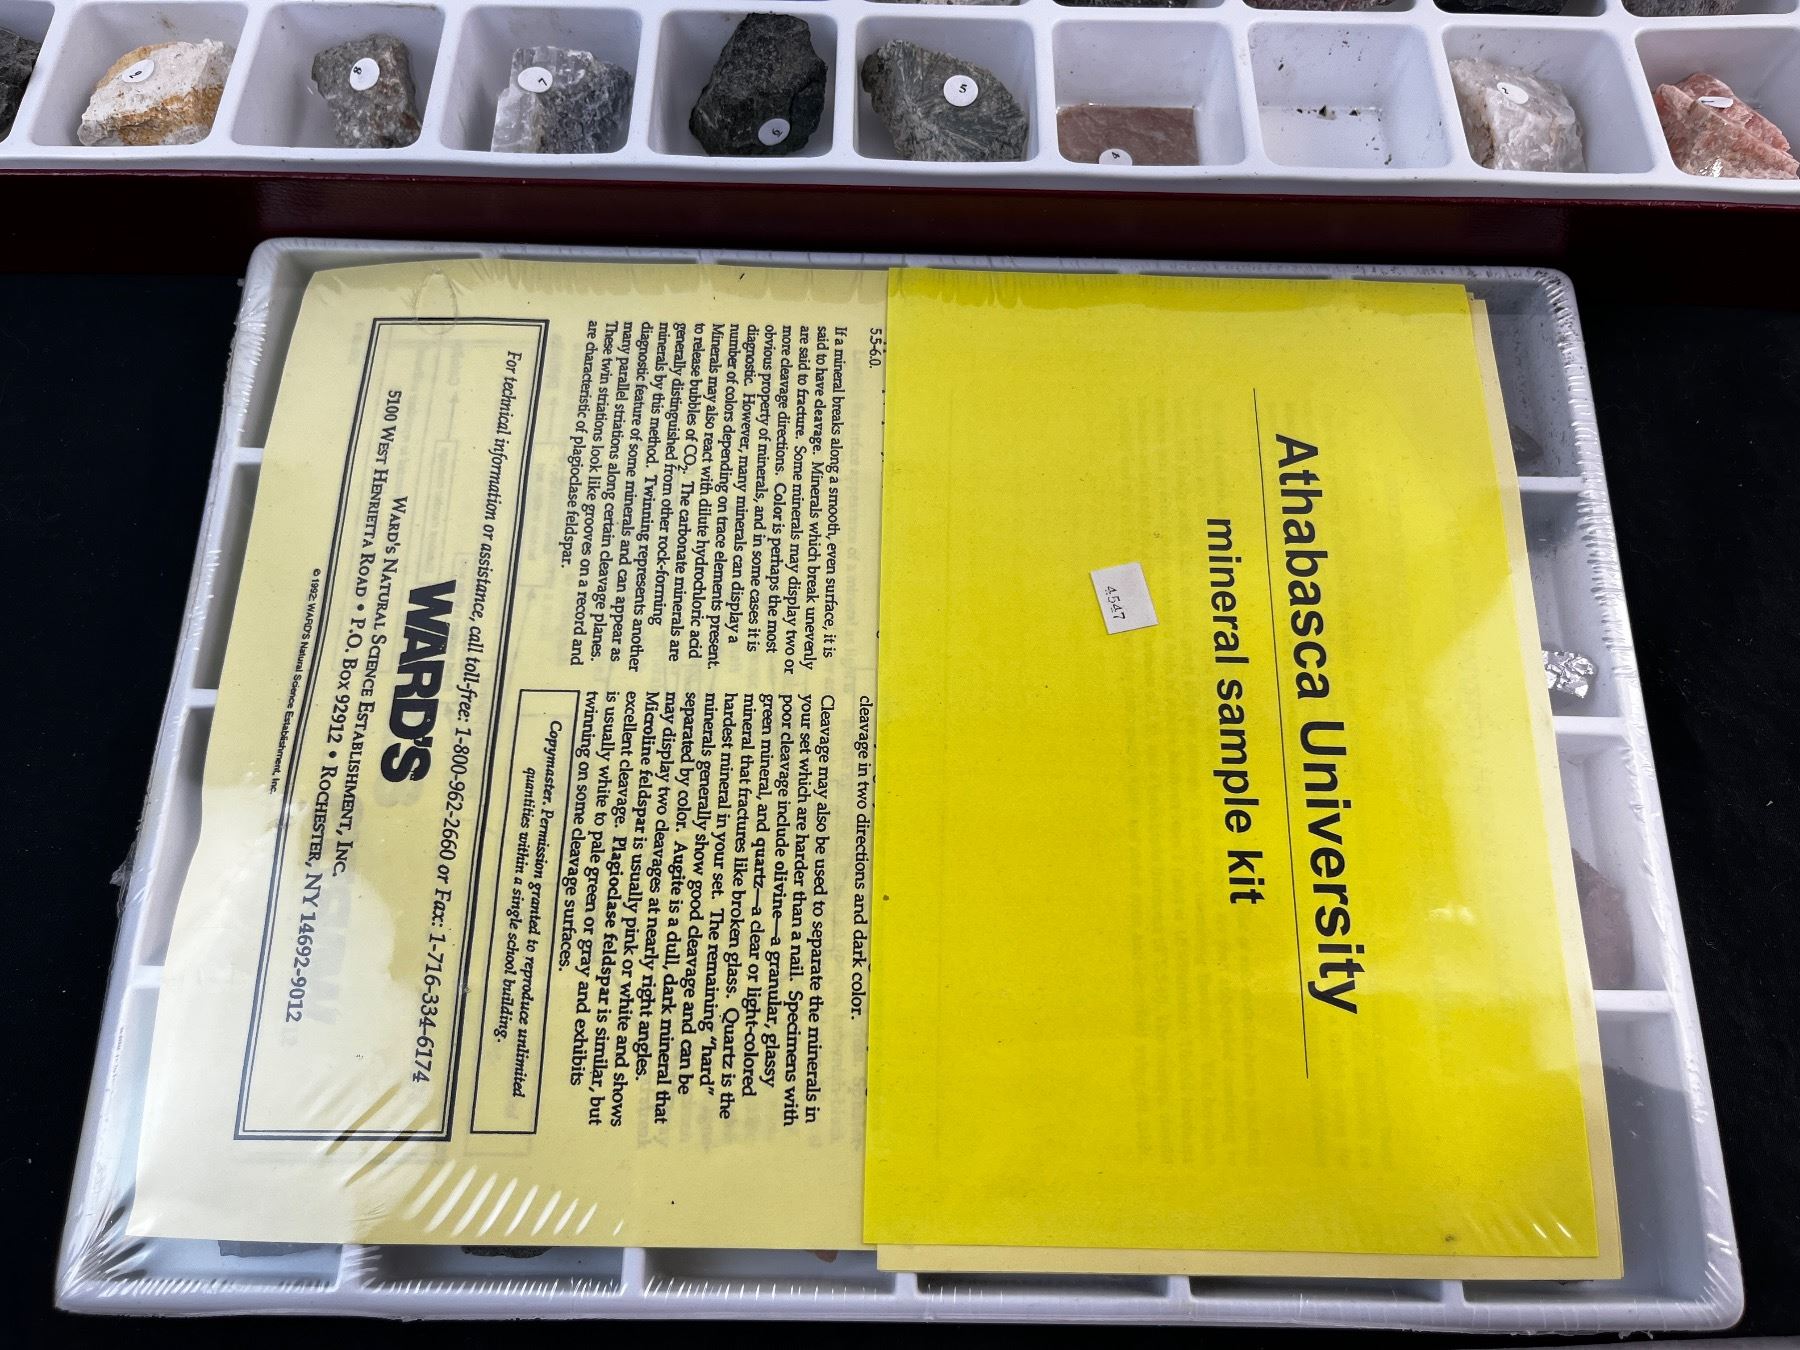 Athabasca University
mineral sample kit
4547
5.5-6.0.
If a mineral breaks along a smooth, even surface, it is
said to have cleavage. Minerals which break unevenly
are said to fracture. Some minerals may display two or
more cleavage directions. Color is perhaps the most
obvious property of minerals, and in some cases it is
diagnostic. However, many minerals can display a
number of colors depending on trace elements present.
Minerals may also react with dilute hydrochloric acid
to release bubbles of CO2. The carbonate minerals are
generally distinguished from other rock-forming
minerals by this method. Twinning represents another
diagnostic feature of some minerals and can appear as
many parallel striations along certain cleavage planes.
These twin striations look like grooves on a record and
are characteristic of plagioclase feldspar.
cleavage in two directions and dark color.
Cleavage may also be used to separate the minerals in
your set which are harder than a nail. Specimens with
poor cleavage include olivine—a granular, glassy
green mineral, and quartz—a clear or light-colored
mineral that fractures like broken glass. Quartz is the
hardest mineral in your set. The remaining "hard"
minerals generally show good cleavage and can be
separated by color. Augite is a dull, dark mineral that
may display two cleavages at nearly right angles.
Microline feldspar is usually pink or white and shows
excellent cleavage. Plagioclase feldspar is similar, but
is usually white to pale green or gray and exhibits
twinning on some cleavage surfaces.
Copymaster. Permission granted to reproduce unlimited
quantities within a single school building.
For technical information or assistance, call toll-free: 1-800-962-2660 or Fax: 1-716-334-6174
WARD'S
WARD'S NATURAL SCIENCE ESTABLISHMENT, INC.
5100 WEST HENRIETTA ROAD • P.O. BOX 92912 • ROCHESTER, NY 14692-9012
© 1992, WARD'S Natural Science Establishment, Inc.
8
7
5
2
1